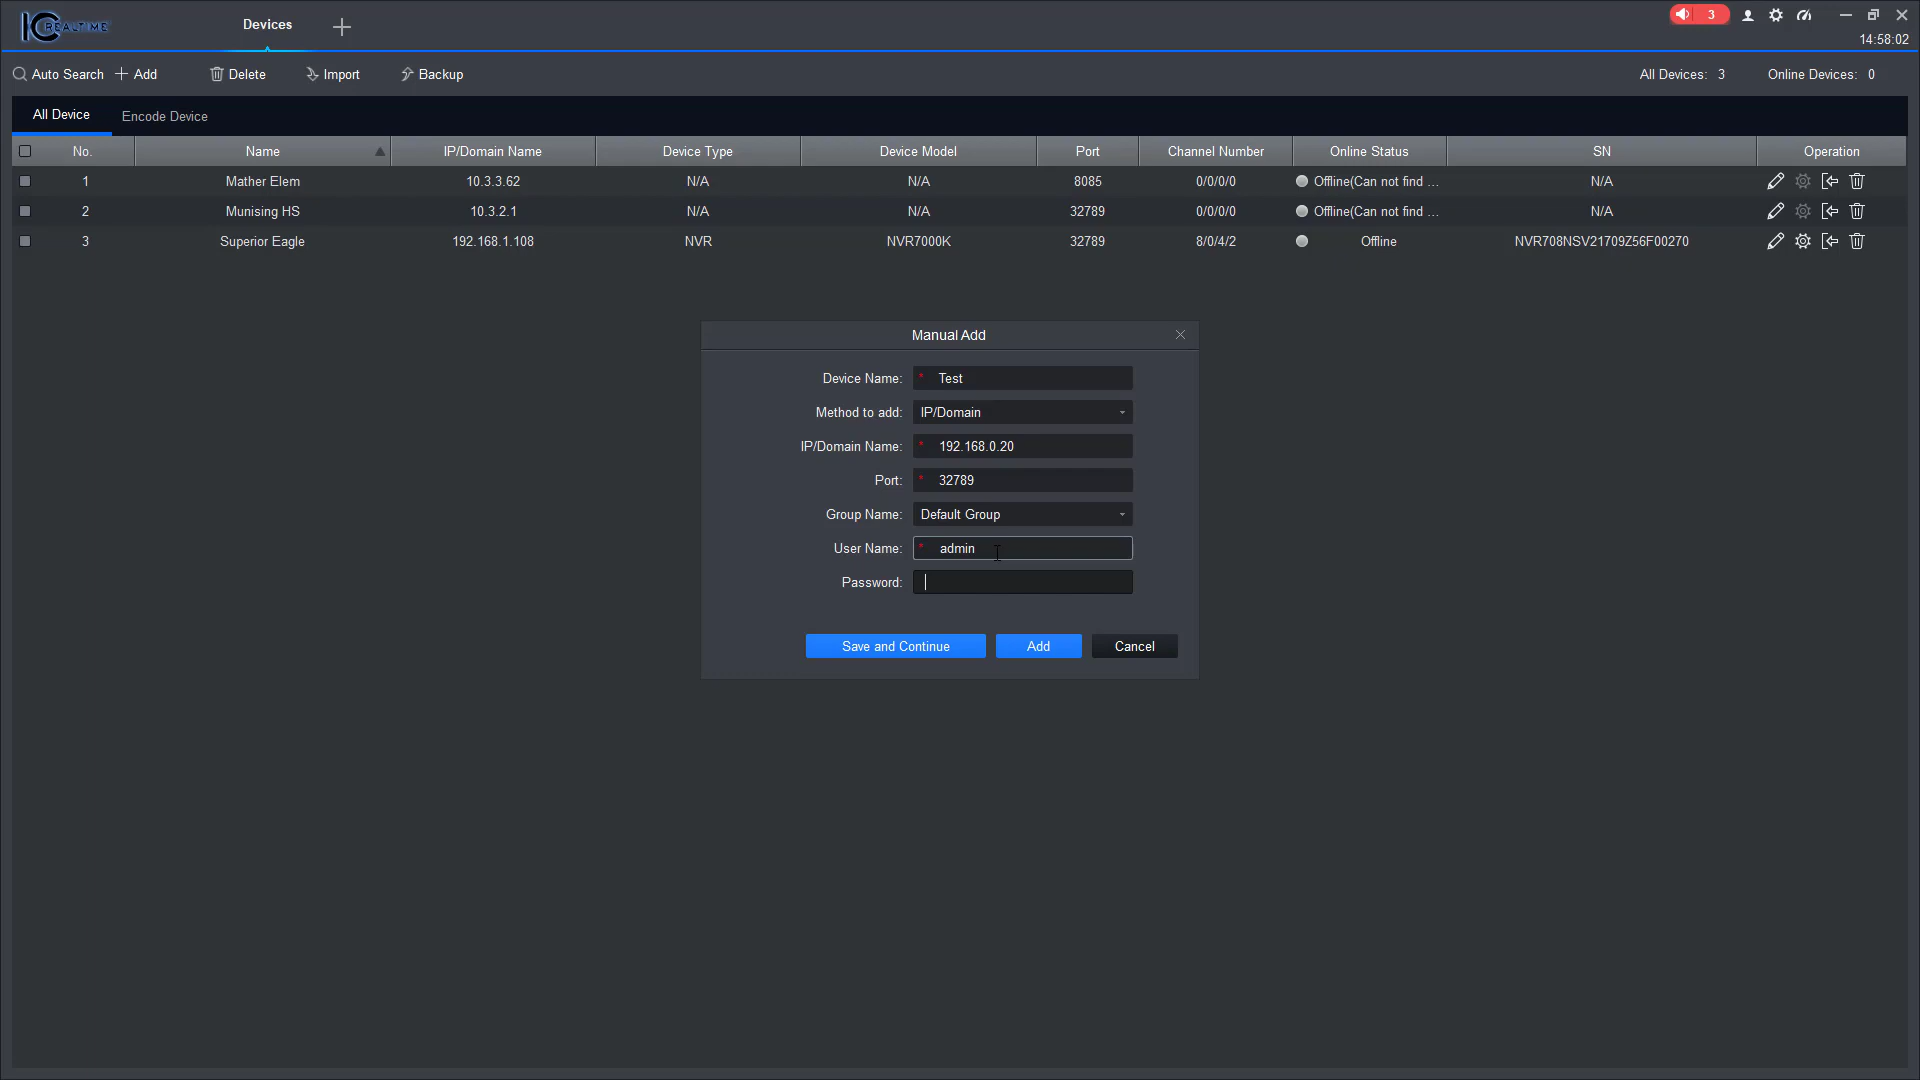 IC REALTIME
Devices
3
14:58:02
Auto Search Add Delete Import Backup All Devices: 3 Online Devices: 0
All Device Encode Device
No. Name IP/Domain Name Device Type Device Model Port Channel Number Online Status SN Operation
1 Mather Elem 10.3.3.62 N/A N/A 8085 0/0/0/0 Offline(Can not find ... N/A
2 Munising HS 10.3.2.1 N/A N/A 32789 0/0/0/0 Offline(Can not find ... N/A
3 Superior Eagle 192.168.1.108 NVR NVR7000K 32789 8/0/4/2 Offline NVR708NSV21709Z56F00270
Manual Add
Device Name: * Test
Method to add: IP/Domain
IP/Domain Name: * 192.168.0.20
Port: * 32789
Group Name: Default Group
User Name: * admin
Password:
Save and Continue Add Cancel